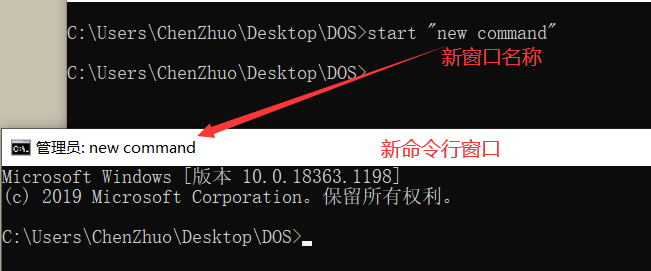 C:\Users\ChenZhuo\Desktop\DOS>start "new command"
新窗口名称
C:\Users\ChenZhuo\Desktop\DOS>
管理员: new command
新命令行窗口
Microsoft Windows [版本 10.0.18363.1198]
(c) 2019 Microsoft Corporation。保留所有权利。
C:\Users\ChenZhuo\Desktop\DOS>